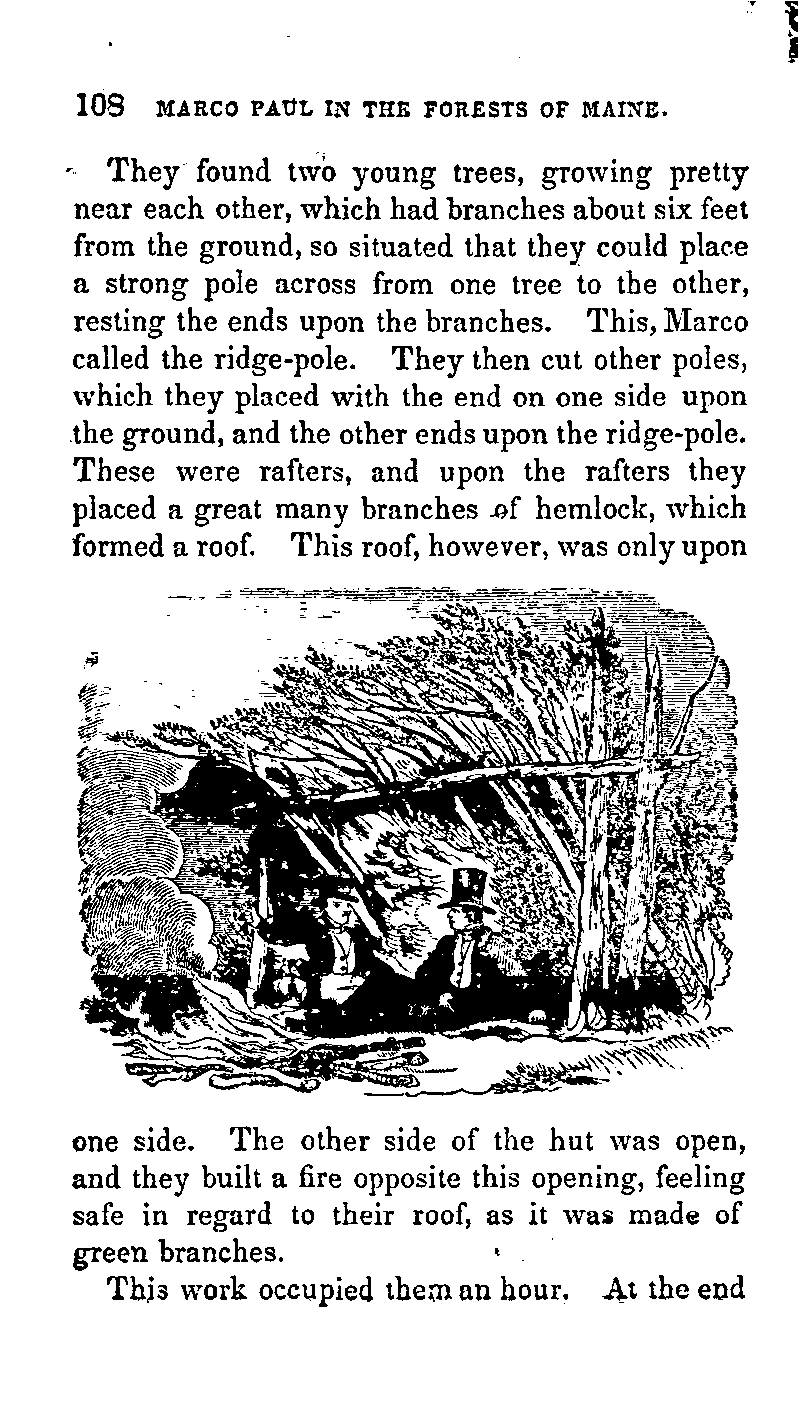 108 MARCO PAUL IN THE FORESTS OF MAINE.
They found two young trees, growing pretty
near each other, which had branches about six feet
from the ground, so situated that they could place
a strong pole across from one tree to the other,
resting the ends upon the branches. This, Marco
called the ridge-pole. They then cut other poles,
which they placed with the end on one side upon
the ground, and the other ends upon the ridge-pole.
These were rafters, and upon the rafters they
placed a great many branches of hemlock, which
formed a roof. This roof, however, was only upon
one side. The other side of the hut was open,
and they built a fire opposite this opening, feeling
safe in regard to their roof, as it was made of
green branches.
This work occupied them an hour. At the end